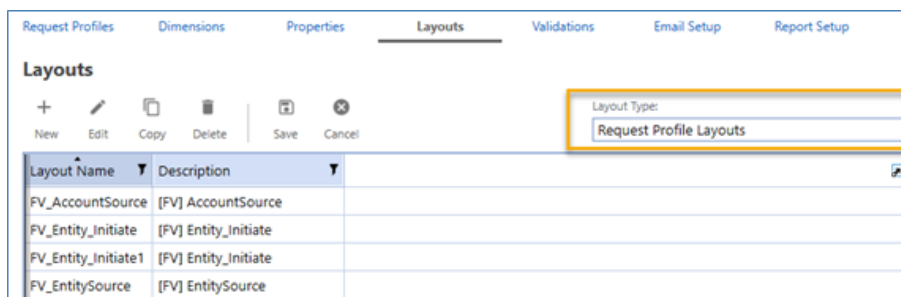 Request Profiles Dimensions Properties Layouts Validations Email Setup Report Setup
Layouts
New Edit Copy Delete Save Cancel
Layout Type:
Request Profile Layouts
Layout Name Description
FV_AccountSource [FV] AccountSource
FV_Entity_Initiate [FV] Entity_Initiate
FV_Entity_Initiate1 [FV] Entity_Initiate
FV_EntitySource [FV] EntitySource